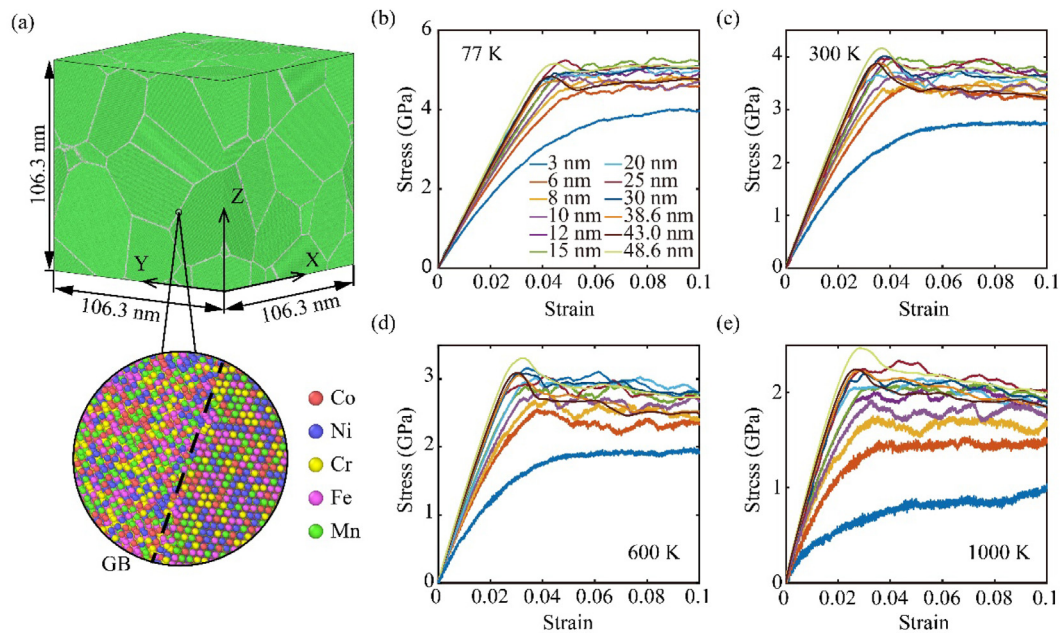 (a)
106.3 nm
Z
Y
X
106.3 nm
106.3 nm
GB
Co
Ni
Cr
Fe
Mn
(b)
77 K
Stress (GPa)
6
4
2
0
3 nm
6 nm
8 nm
10 nm
12 nm
15 nm
20 nm
25 nm
30 nm
38.6 nm
43.0 nm
48.6 nm
0 0.02 0.04 0.06 0.08 0.1
Strain
(c)
300 K
Stress (GPa)
4
3
2
1
0
0 0.02 0.04 0.06 0.08 0.1
Strain
(d)
600 K
Stress (GPa)
3
2
1
0
0 0.02 0.04 0.06 0.08 0.1
Strain
(e)
1000 K
Stress (GPa)
2
1
0
0 0.02 0.04 0.06 0.08 0.1
Strain